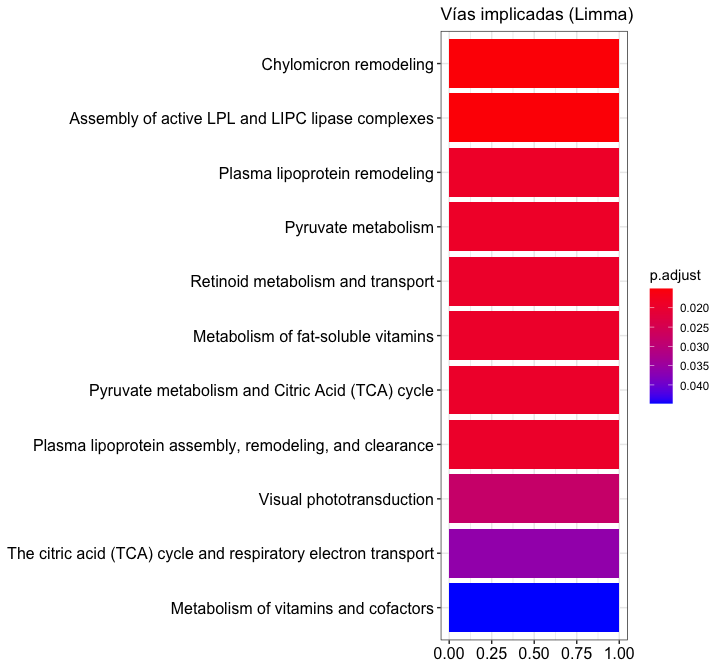 Vías implicadas (Limma)
Chylomicron remodeling
Assembly of active LPL and LIPC lipase complexes
Plasma lipoprotein remodeling
Pyruvate metabolism
Retinoid metabolism and transport
Metabolism of fat-soluble vitamins
Pyruvate metabolism and Citric Acid (TCA) cycle
Plasma lipoprotein assembly, remodeling, and clearance
Visual phototransduction
The citric acid (TCA) cycle and respiratory electron transport
Metabolism of vitamins and cofactors
0.00 0.25 0.50 0.75 1.00
p.adjust
0.020
0.025
0.030
0.035
0.040